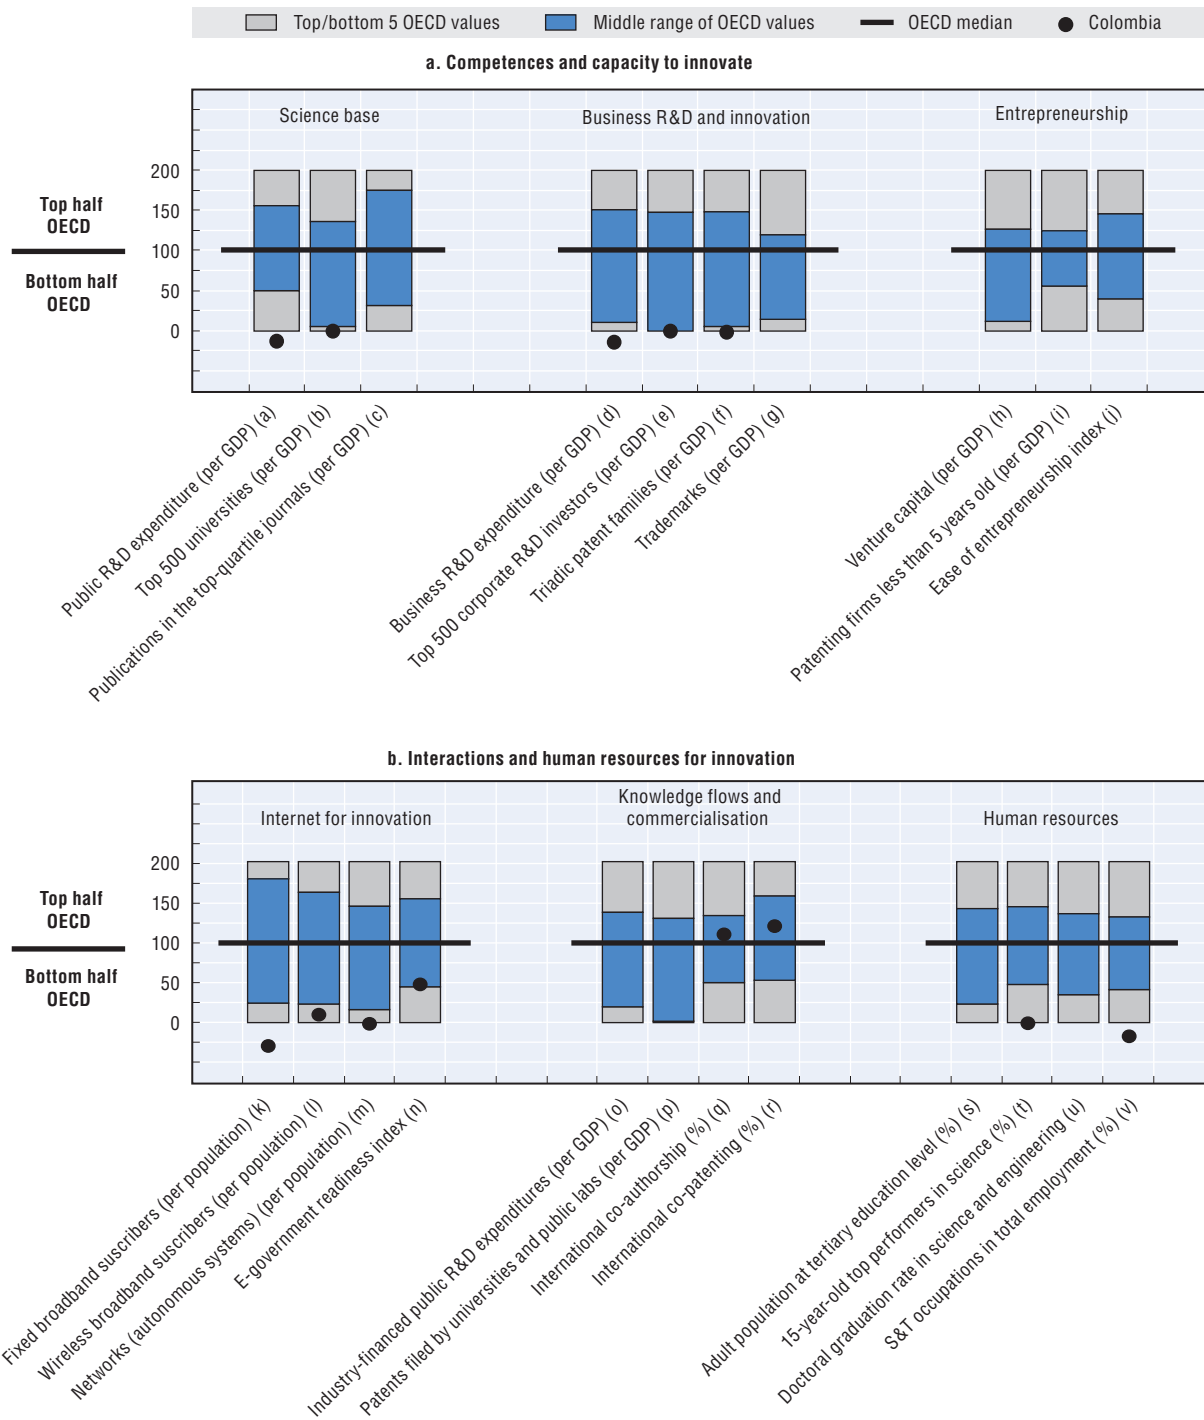 Top/bottom 5 OECD values
Middle range of OECD values
OECD median
Colombia
a. Competences and capacity to innovate
Science base
Business R&D and innovation
Entrepreneurship
200
150
100
50
0
Top half
OECD
Bottom half
OECD
Public R&D expenditure (per GDP) (a)
Top 500 universities (per GDP) (b)
Publications in the top-quartile journals (per GDP) (c)
Business R&D expenditure (per GDP) (d)
Top 500 corporate R&D investors (per GDP) (e)
Triadic patent families (per GDP) (f)
Trademarks (per GDP) (g)
Venture capital (per GDP) (h)
Patenting firms less than 5 years old (per GDP) (i)
Ease of entrepreneurship index (j)
b. Interactions and human resources for innovation
Internet for innovation
Knowledge flows and
commercialisation
Human resources
200
150
100
50
0
Top half
OECD
Bottom half
OECD
Fixed broadband suscribers (per population) (k)
Wireless broadband suscribers (per population) (l)
Networks (autonomous systems) (per population) (m)
E-government readiness index (n)
Industry-financed public R&D expenditures (per GDP) (o)
Patents filed by universities and public labs (per GDP) (p)
International co-authorship (%) (q)
International co-patenting (%) (r)
Adult population at tertiary education level (%) (s)
15-year-old top performers in science (%) (t)
Doctoral graduation rate in science and engineering (u)
S&T occupations in total employment (%) (v)